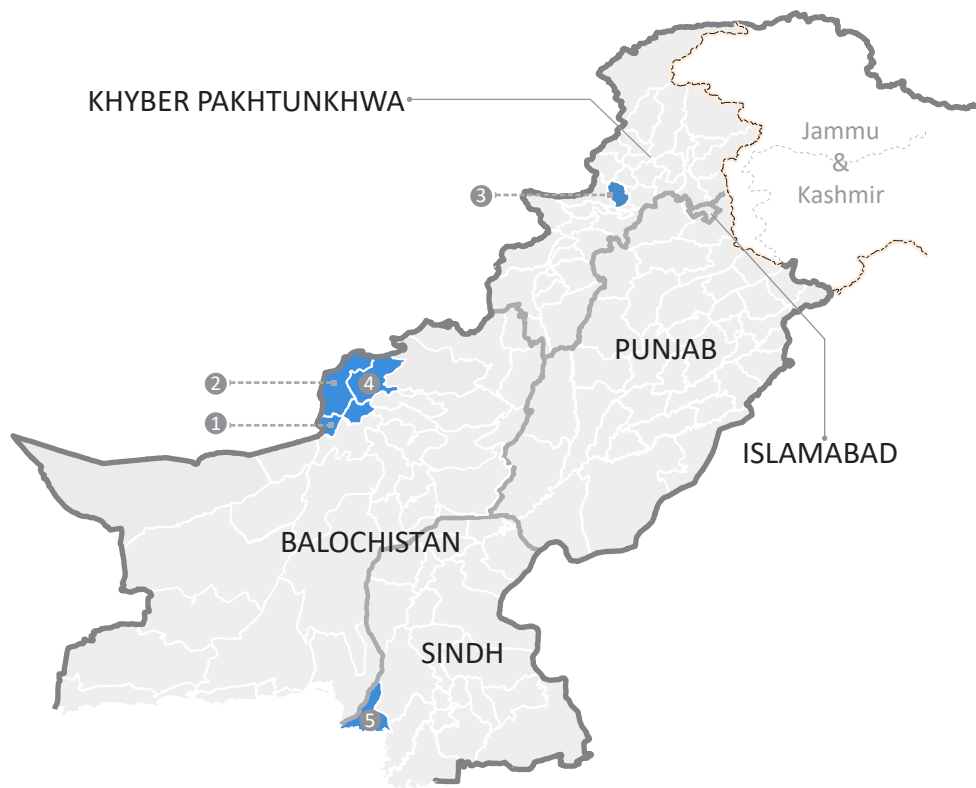 KHYBER PAKHTUNKHWA
Jammu
&
Kashmir
3
PUNJAB
2
4
1
ISLAMABAD
BALOCHISTAN
SINDH
5